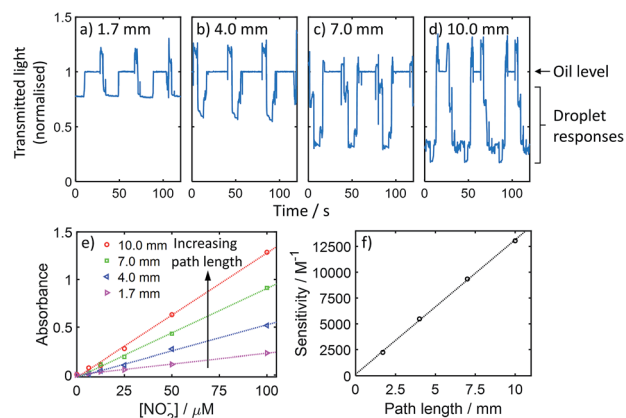 a) 1.7 mm
b) 4.0 mm
c) 7.0 mm
d) 10.0 mm
Transmitted light
(normalised)
1.5
1
0.5
0
0 50 100
0 50 100
0 50 100
0 50 100
Time / s
Oil level
Droplet
responses
e)
10.0 mm
7.0 mm
4.0 mm
1.7 mm
Increasing
path length
Absorbance
1.5
1
0.5
0
0 25 50 75 100
[NO₂⁻] / μM
f)
Sensitivity / M⁻¹
12500
10000
7500
5000
2500
0
0 2.5 5.0 7.5 10
Path length / mm